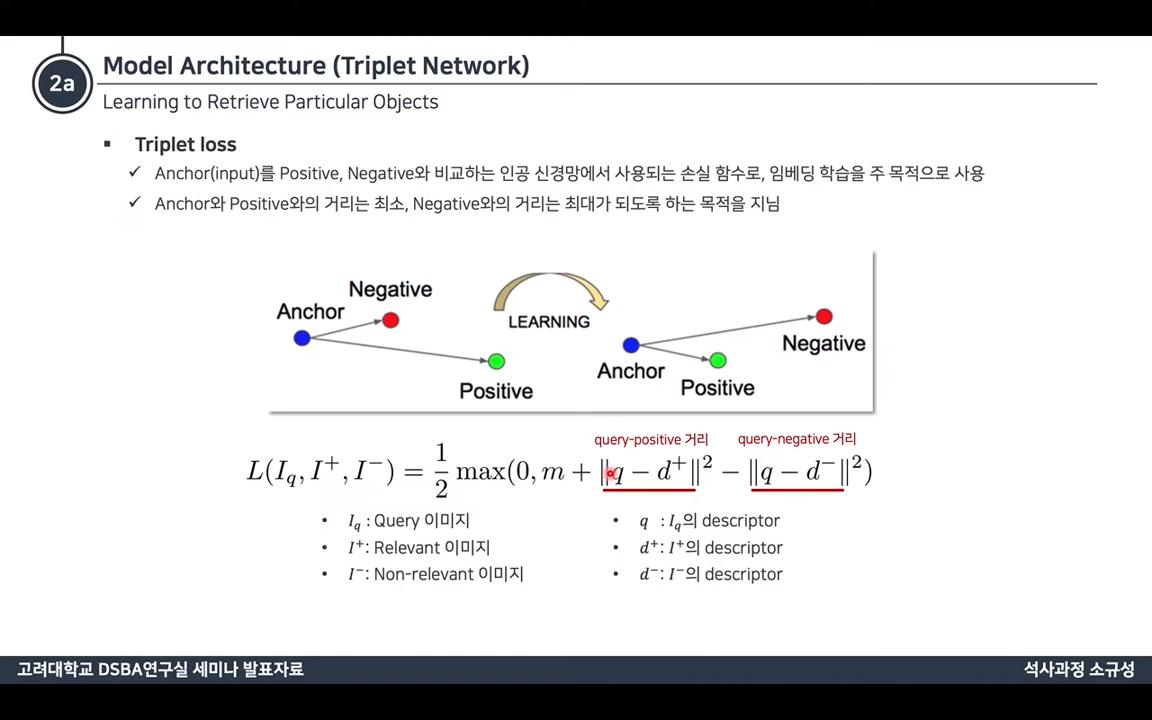 2a
Model Architecture (Triplet Network)
Learning to Retrieve Particular Objects
▪ Triplet loss
✓ Anchor(input)를 Positive, Negative와 비교하는 인공 신경망에서 사용되는 손실 함수로, 임베딩 학습을 주 목적으로 사용
✓ Anchor와 Positive와의 거리는 최소, Negative와의 거리는 최대가 되도록 하는 목적을 지님
Anchor
Negative
Positive
LEARNING
Anchor
Positive
Negative
query-positive 거리
query-negative 거리
L(I_q, I⁺, I⁻) = 1/2 max(0, m + ‖q − d⁺‖² − ‖q − d⁻‖²)
• I_q : Query 이미지
• I⁺: Relevant 이미지
• I⁻: Non-relevant 이미지
• q : I_q의 descriptor
• d⁺: I⁺의 descriptor
• d⁻: I⁻의 descriptor
고려대학교 DSBA연구실 세미나 발표자료
석사과정 소규성